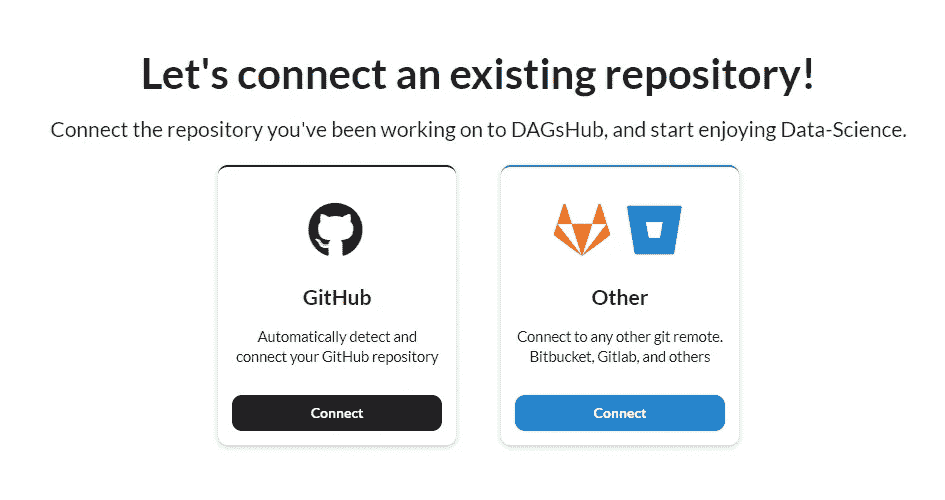 Let's connect an existing repository!
Connect the repository you've been working on to DAGsHub, and start enjoying Data-Science.
GitHub
Automatically detect and
connect your GitHub repository
Connect
Other
Connect to any other git remote.
Bitbucket, Gitlab, and others
Connect